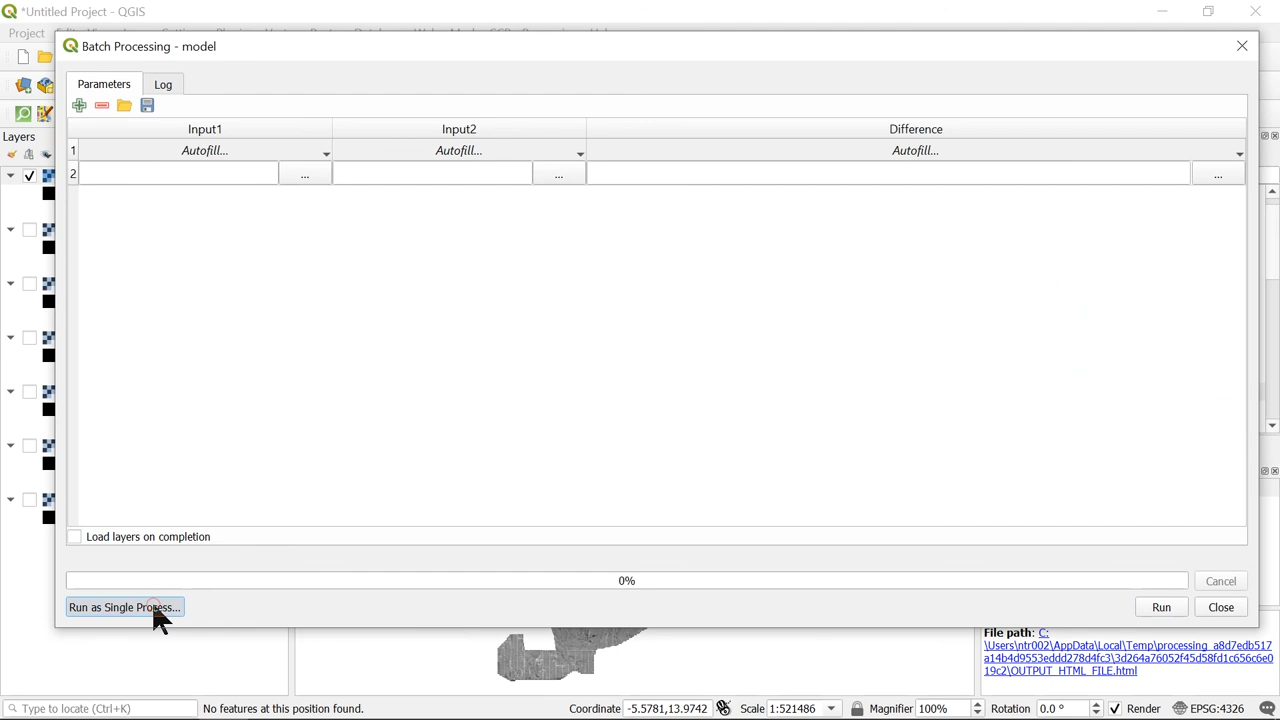 *Untitled Project - QGIS
Project
Batch Processing - model
Parameters
Log
Layers
Input1
Input2
Difference
1
Autofill...
Autofill...
Autofill...
2
...
...
...
Load layers on completion
0%
Cancel
Run as Single Process...
Run
Close
File path: C:
\Users\ntr002\AppData\Local\Temp\processing_a8d7edb517
a14b4d9553eddd278d4fc3\3d264a76052f45d58fd1c656c6e0
19c2\OUTPUT_HTML_FILE.html
Type to locate (Ctrl+K)
No features at this position found.
Coordinate
-5.5781,13.9742
Scale
1:521486
Magnifier
100%
Rotation
0.0 °
Render
EPSG:4326